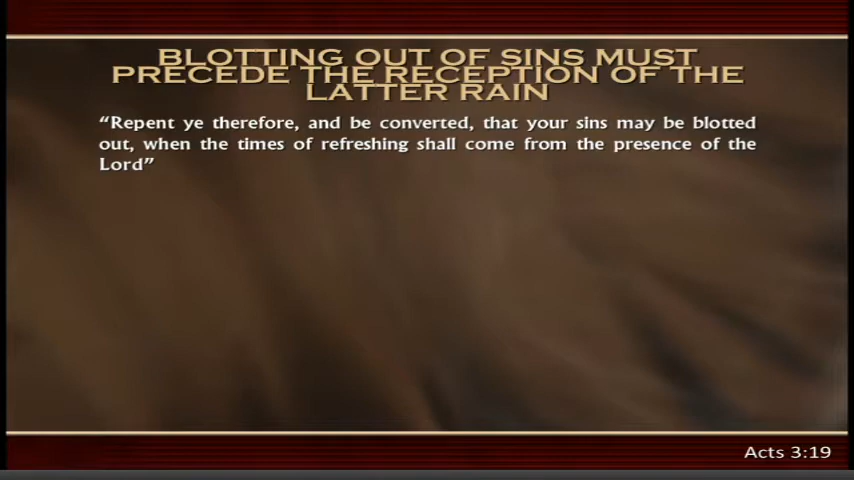 BLOTTING OUT OF SINS MUST
PRECEDE THE RECEPTION OF THE
LATTER RAIN
“Repent ye therefore, and be converted, that your sins may be blotted
out, when the times of refreshing shall come from the presence of the
Lord”
Acts 3:19